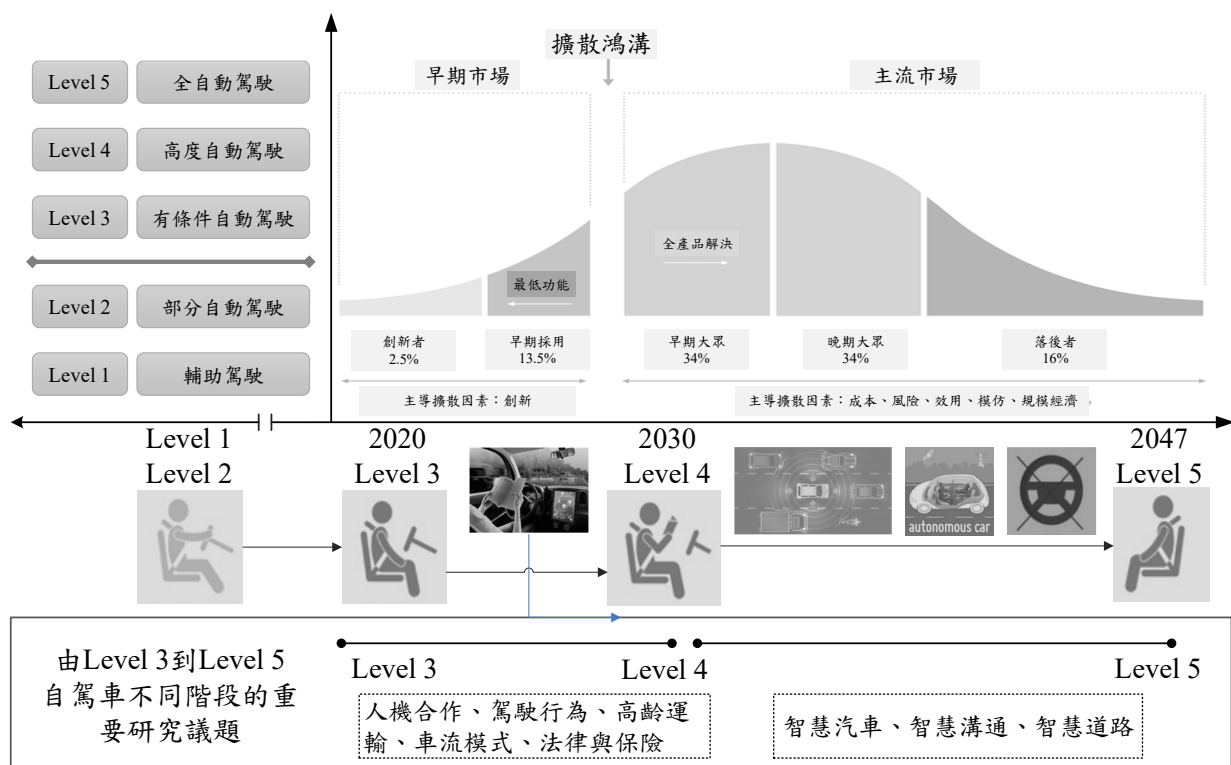 擴散鴻溝
早期市場
主流市場
Level 5
全自動駕駛
Level 4
高度自動駕駛
Level 3
有條件自動駕駛
Level 2
部分自動駕駛
Level 1
輔助駕駛
全產品解決
最低功能
創新者
2.5%
早期採用
13.5%
早期大眾
34%
晚期大眾
34%
落後者
16%
主導擴散因素：創新
主導擴散因素：成本、風險、效用、模仿、規模經濟
Level 1
Level 2
2020
Level 3
2030
Level 4
autonomous car
2047
Level 5
由Level 3到Level 5
自駕車不同階段的重
要研究議題
Level 3
Level 4
Level 5
人機合作、駕駛行為、高齡運
輸、車流模式、法律與保險
智慧汽車、智慧溝通、智慧道路